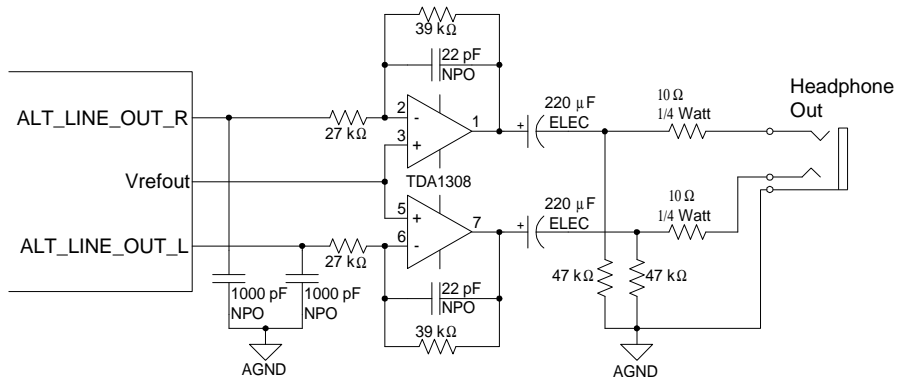 39 kΩ
22 pF
NPO
ALT_LINE_OUT_R
27 kΩ
2
-
3
+
1
TDA1308
+
220 µF
ELEC
10 Ω
1/4 Watt
Headphone
Out
Vrefout
ALT_LINE_OUT_L
27 kΩ
5
+
6
-
7
+
220 µF
ELEC
10 Ω
1/4 Watt
1000 pF
NPO
1000 pF
NPO
22 pF
NPO
39 kΩ
47 kΩ
47 kΩ
AGND
AGND